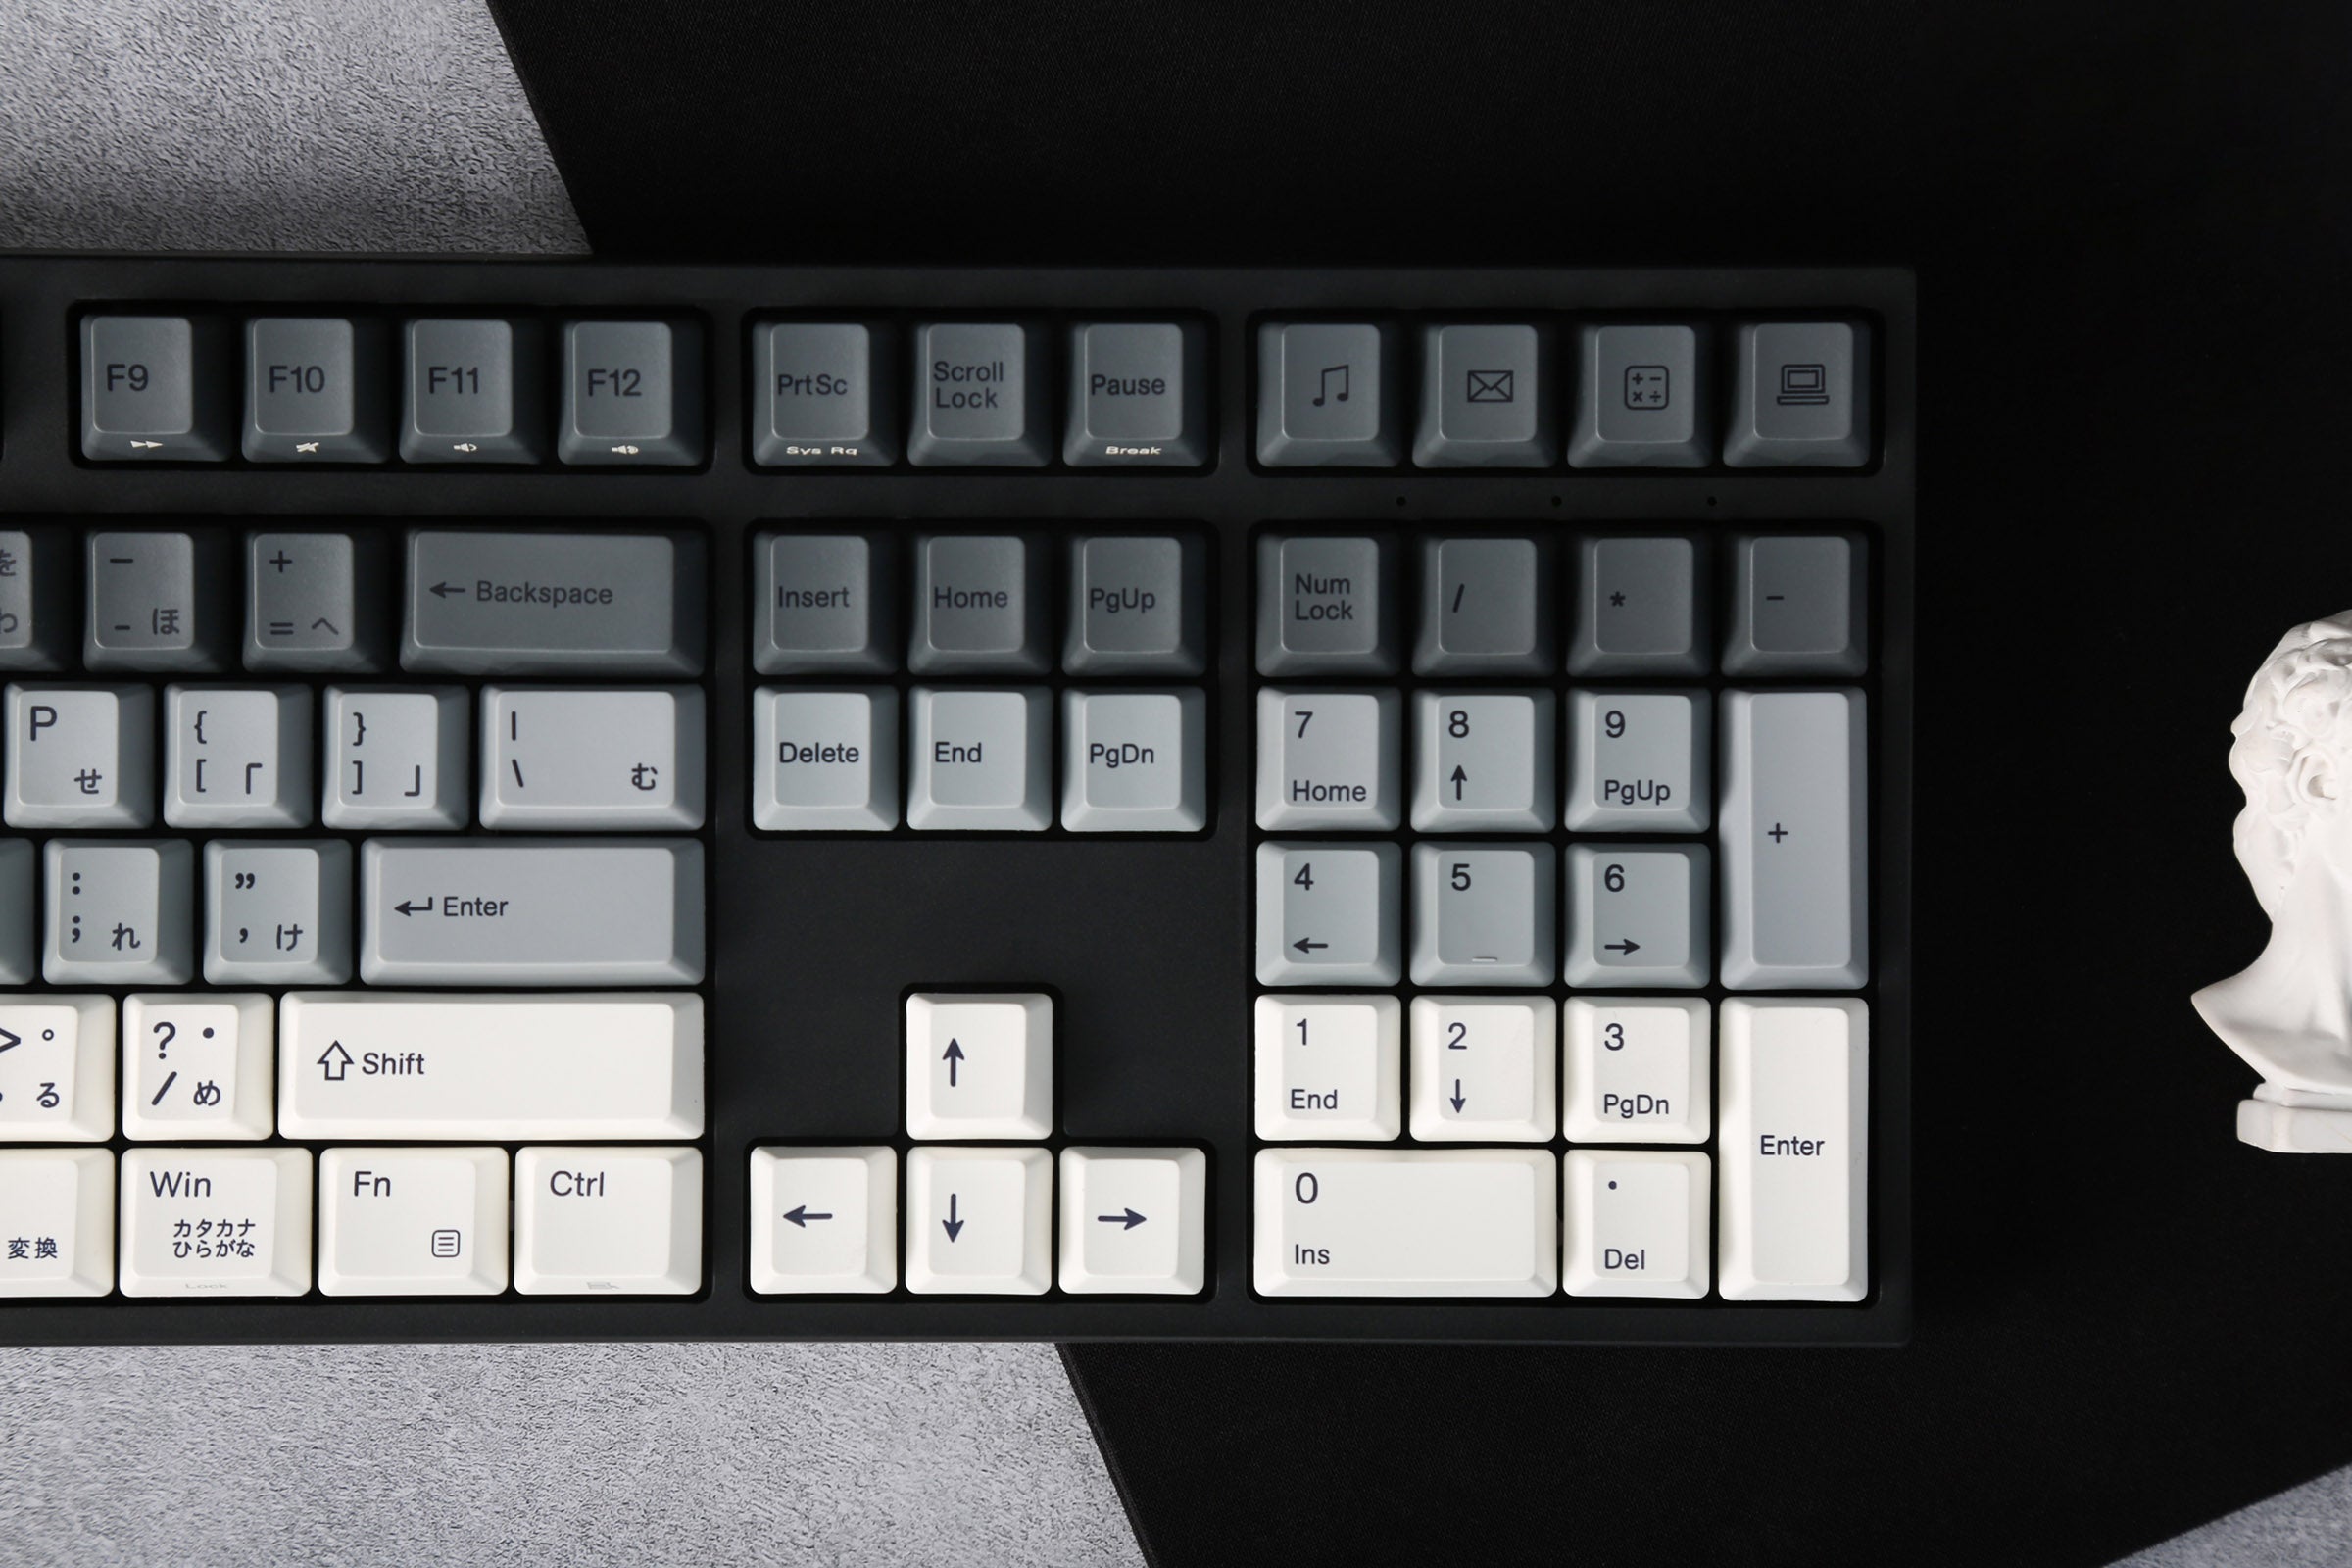 F9
F10
F11
F12
PrtSc
Sys Rq
Scroll
Lock
Pause
Break
を
わ
—
- ほ
+
= へ
← Backspace
Insert
Home
PgUp
Num
Lock
/
*
-
P
せ
{
[ 「
}
] 」
|
\ む
Delete
End
PgDn
7
Home
8
↑
9
PgUp
+
:
; れ
”
, け
↵ Enter
4
←
5
6
→
> °
る
? ・
/ め
⇧ Shift
↑
1
End
2
↓
3
PgDn
Enter
変換
Win
カタカナ
ひらがな
Lock
Fn
Ctrl
←
↓
→
0
Ins
.
Del